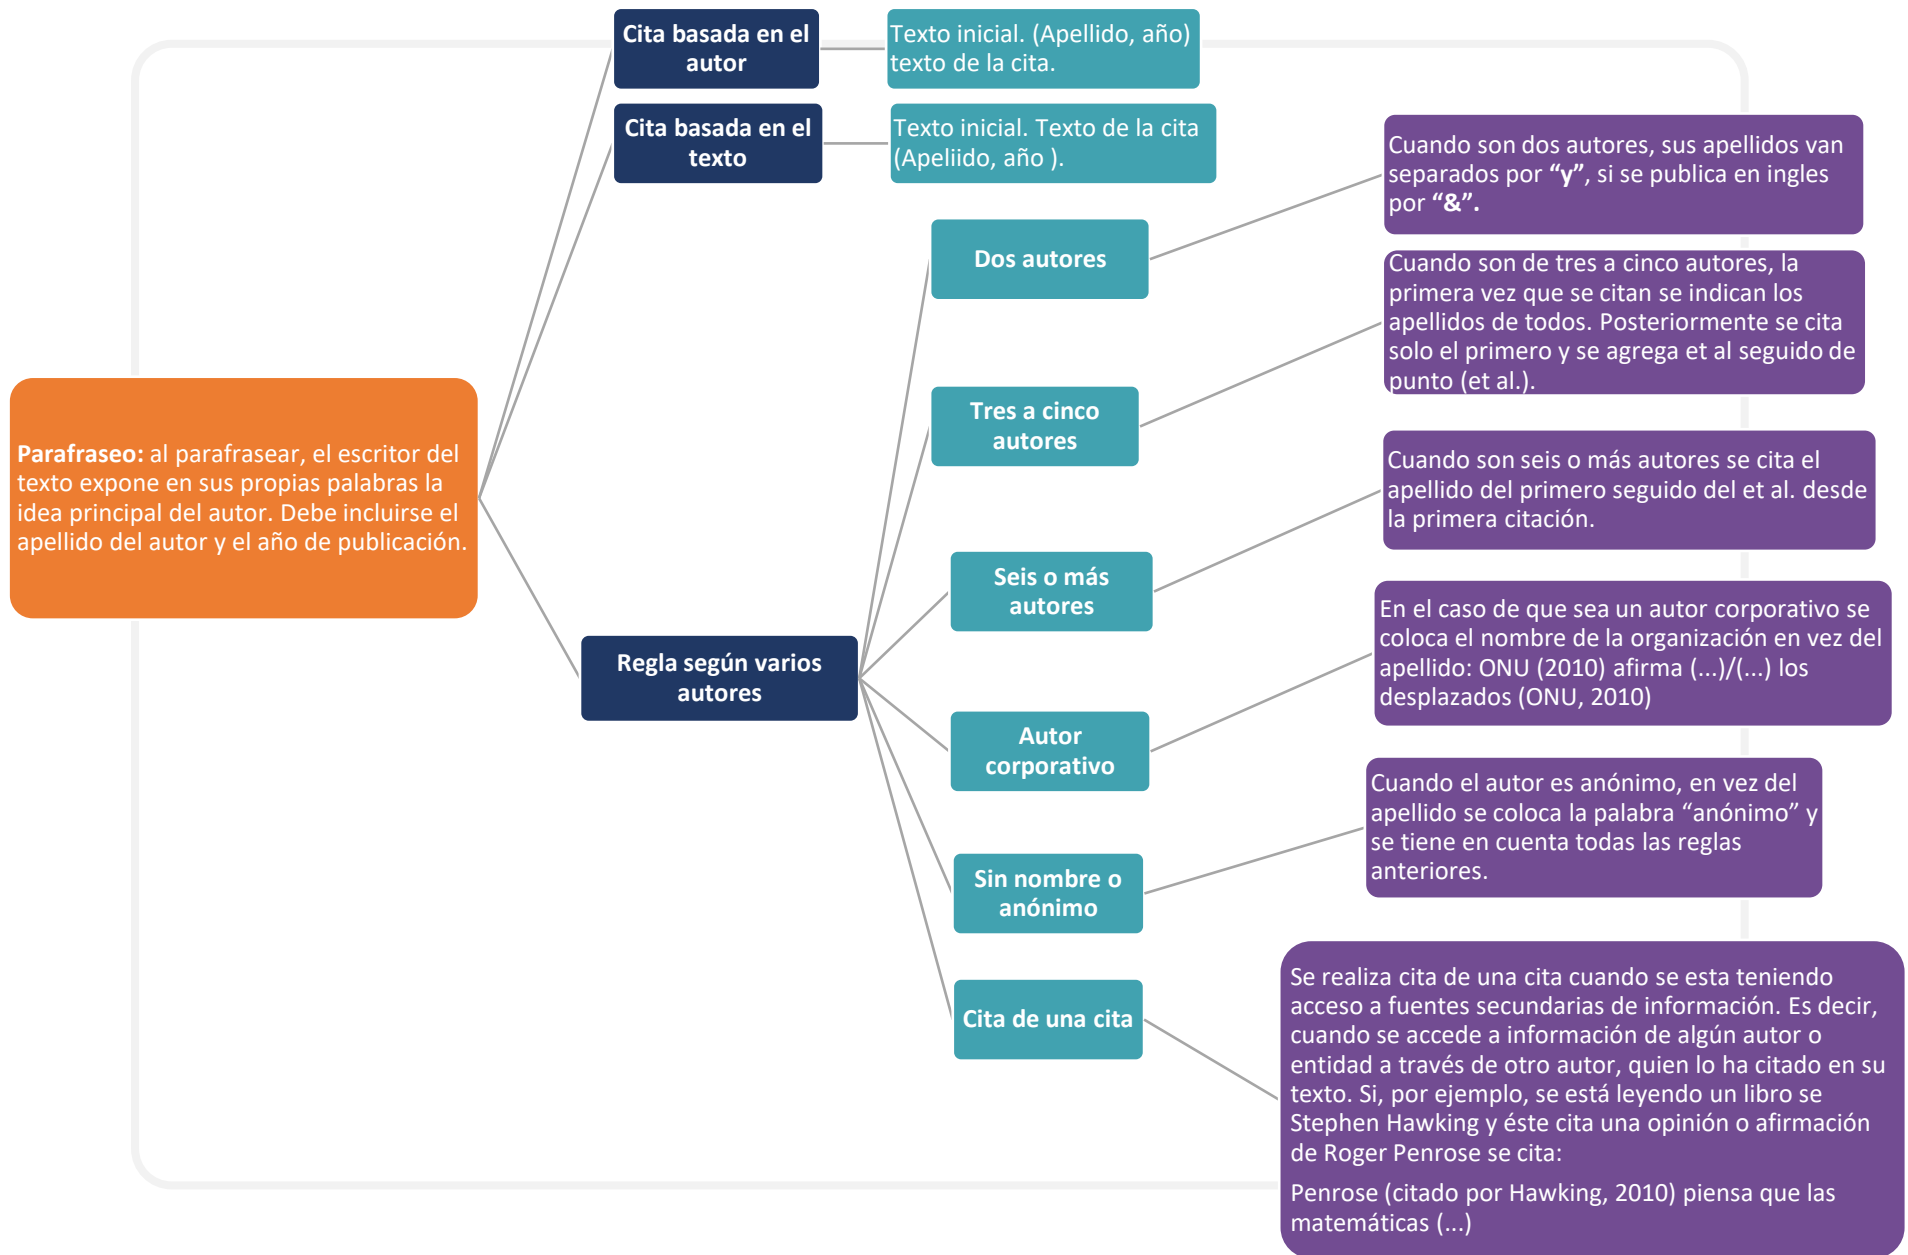 Cita basada en el
autor
Texto inicial. (Apellido, año)
texto de la cita.
Cita basada en el
texto
Texto inicial. Texto de la cita
(Apeliido, año ).
Parafraseo: al parafrasear, el escritor del
texto expone en sus propias palabras la
idea principal del autor. Debe incluirse el
apellido del autor y el año de publicación.
Regla según varios
autores
Dos autores
Cuando son dos autores, sus apellidos van
separados por “y”, si se publica en ingles
por “&”.
Tres a cinco
autores
Cuando son de tres a cinco autores, la
primera vez que se citan se indican los
apellidos de todos. Posteriormente se cita
solo el primero y se agrega et al seguido de
punto (et al.).
Seis o más
autores
Cuando son seis o más autores se cita el
apellido del primero seguido del et al. desde
la primera citación.
Autor
corporativo
En el caso de que sea un autor corporativo se
coloca el nombre de la organización en vez del
apellido: ONU (2010) afirma (...)/(...) los
desplazados (ONU, 2010)
Sin nombre o
anónimo
Cuando el autor es anónimo, en vez del
apellido se coloca la palabra “anónimo” y
se tiene en cuenta todas las reglas
anteriores.
Cita de una cita
Se realiza cita de una cita cuando se esta teniendo
acceso a fuentes secundarias de información. Es decir,
cuando se accede a información de algún autor o
entidad a través de otro autor, quien lo ha citado en su
texto. Si, por ejemplo, se está leyendo un libro se
Stephen Hawking y éste cita una opinión o afirmación
de Roger Penrose se cita:
Penrose (citado por Hawking, 2010) piensa que las
matemáticas (...)